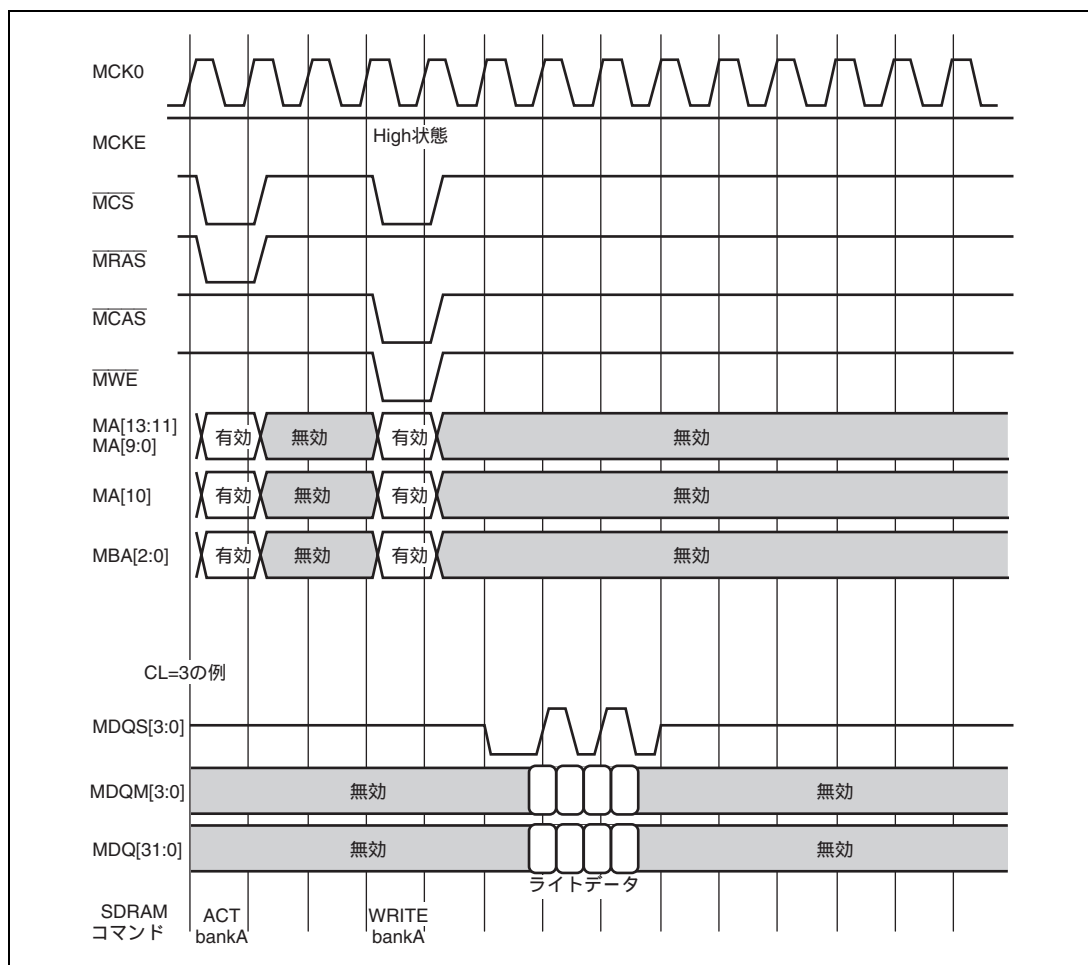 MCK0
MCKE
High状態
MCS
MRAS
MCAS
MWE
MA[13:11]
MA[9:0]
有効
無効
有効
無効
MA[10]
有効
無効
有効
無効
MBA[2:0]
有効
無効
有効
無効
CL=3の例
MDQS[3:0]
MDQM[3:0]
無効
無効
MDQ[31:0]
無効
無効
ライトデータ
SDRAM
コマンド
ACT
bankA
WRITE
bankA